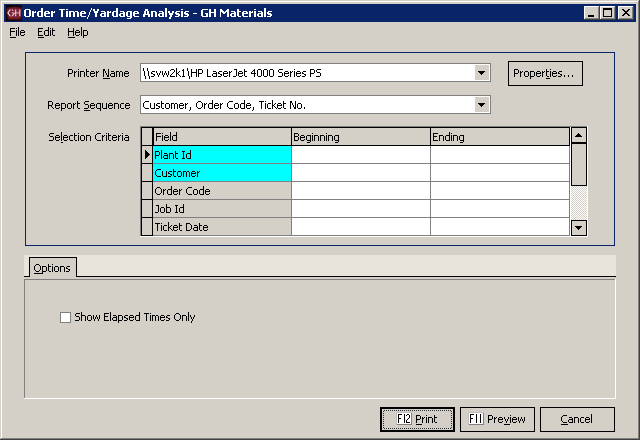 GH Order Time/Yardage Analysis - GH Materials
File Edit Help
Printer Name \\svw2k1\HP LaserJet 4000 Series PS Properties...
Report Sequence Customer, Order Code, Ticket No.
Selection Criteria Field Beginning Ending
Plant Id
Customer
Order Code
Job Id
Ticket Date
Options
Show Elapsed Times Only
F12 Print F11 Preview Cancel